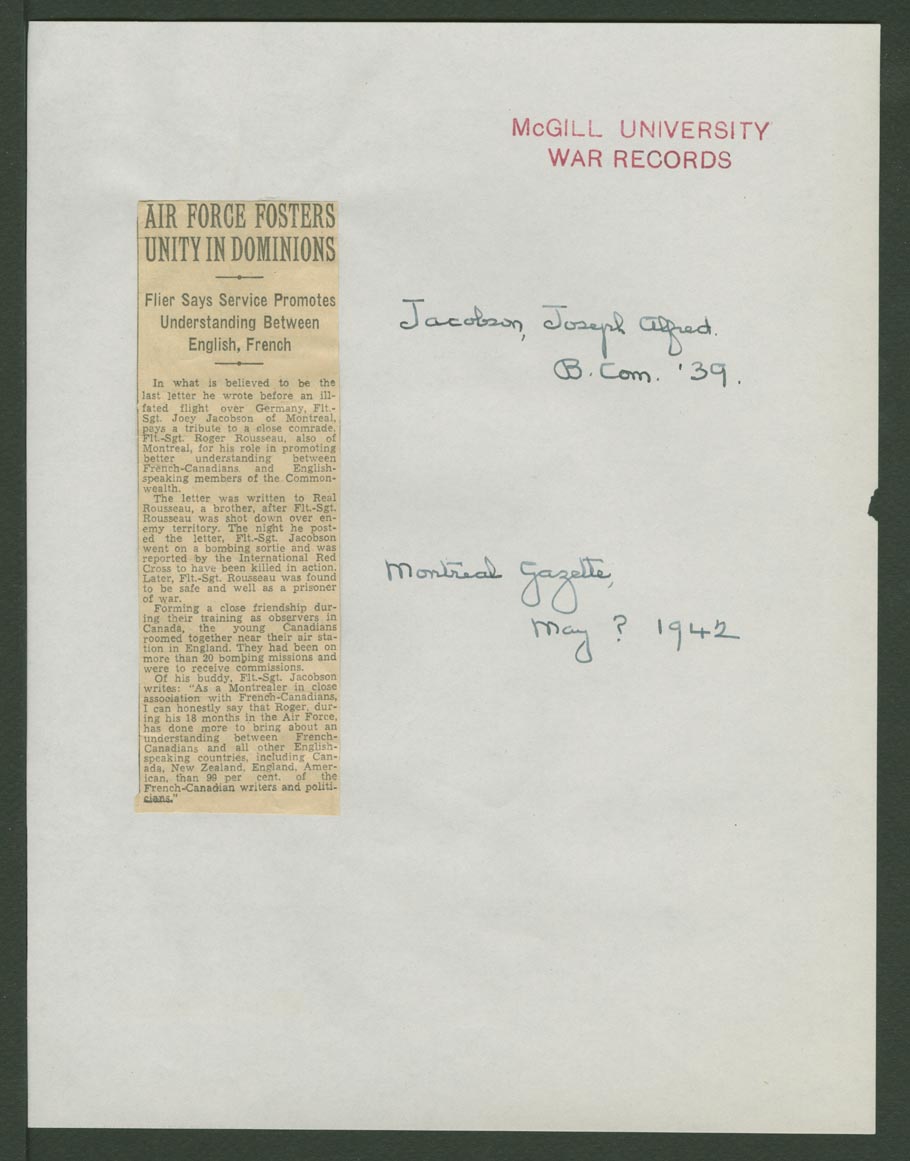 McGILL UNIVERSITY
WAR RECORDS
AIR FORCE FOSTERS
UNITY IN DOMINIONS
Flier Says Service Promotes
Understanding Between
English, French
In what is believed to be the
last letter he wrote before an ill-
fated flight over Germany, Flt.-
Sgt. Joey Jacobson of Montreal,
pays a tribute to a close comrade,
Flt.-Sgt. Roger Rousseau, also of
Montreal, for his role in promoting
better understanding between
French-Canadians and English-
speaking members of the Common-
wealth.
The letter was written to Real
Rousseau, a brother, after Flt.-Sgt.
Rousseau was shot down over en-
emy territory. The night he post-
ed the letter, Flt.-Sgt. Jacobson
went on a bombing sortie and was
reported by the International Red
Cross to have been killed in action.
Later, Flt.-Sgt. Rousseau was found
to be safe and well as a prisoner
of war.
Forming a close friendship dur-
ing their training as observers in
Canada, the young Canadians
roomed together near their air sta-
tion in England. They had been on
more than 20 bombing missions and
were to receive commissions.
Of his buddy, Flt.-Sgt. Jacobson
writes: "As a Montrealer in close
association with French-Canadians,
I can honestly say that Roger, dur-
ing his 18 months in the Air Force,
has done more to bring about an
understanding between French-
Canadians and all other English-
speaking countries, including Can-
ada, New Zealand, England, Amer-
ican, than 99 per cent. of the
French-Canadian writers and politi-
cians."
Jacobson, Joseph Alfred.
B. Com. '39.
Montreal Gazette,
May ? 1942